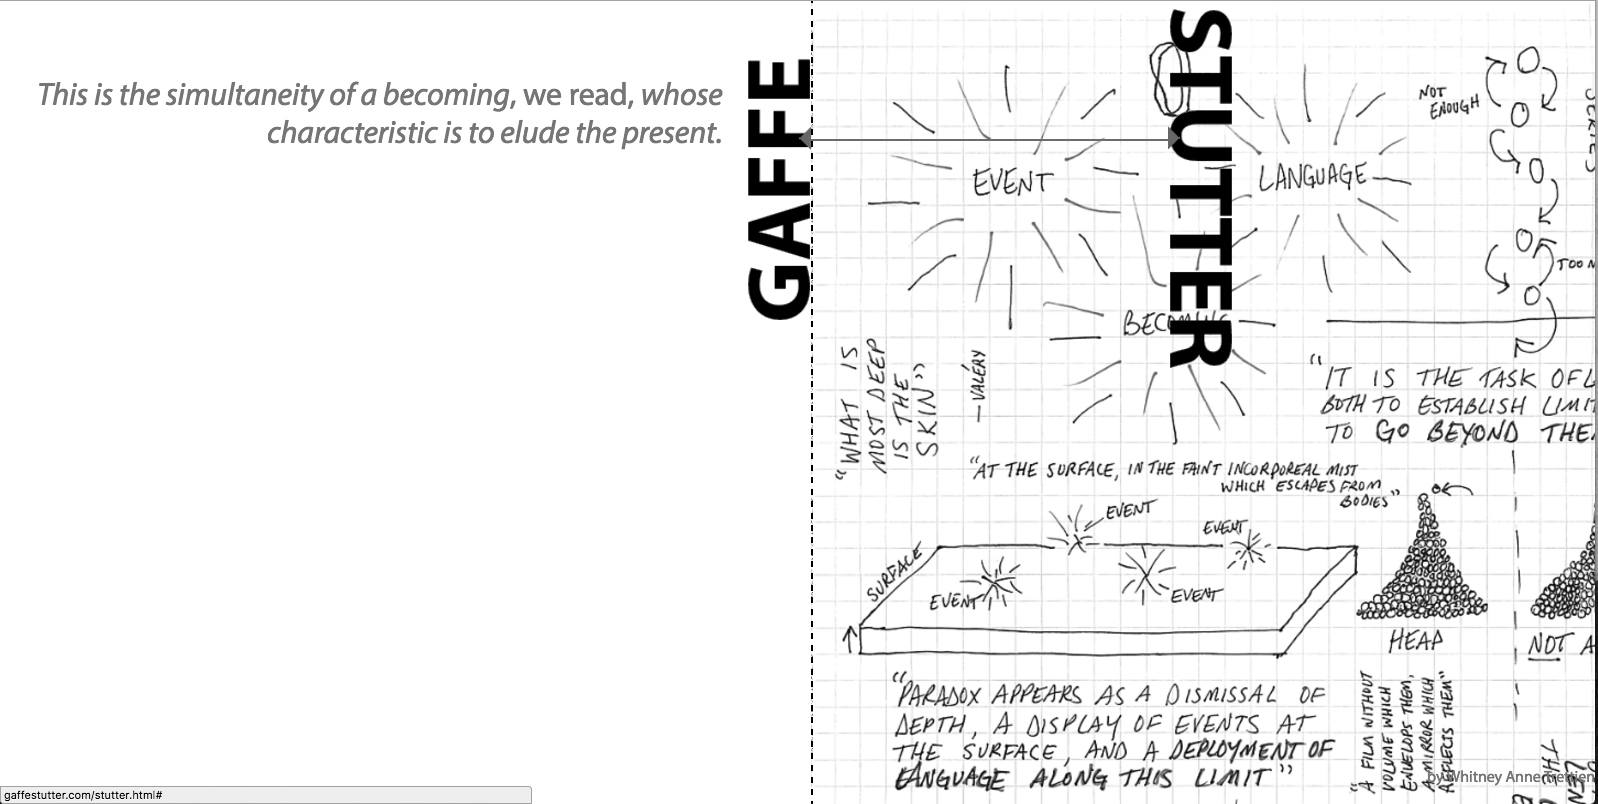 This is the simultaneity of a becoming, we read, whose
characteristic is to elude the present.
GAFFE
STUTTER
EVENT
LANGUAGE
BECOMING
NOT
ENOUGH
SERIES
TOO
"WHAT IS
MOST DEEP
IS THE
SKIN"
— VALÉRY
"IT IS THE TASK OF
BOTH TO ESTABLISH
TO GO BEYOND
"AT THE SURFACE, IN THE FAINT INCORPOREAL MIST
WHICH ESCAPES FROM
BODIES"
SURFACE
EVENT
EVENT
EVENT
EVENT
HEAP
NOT A
"PARADOX APPEARS AS A DISMISSAL OF
DEPTH, A DISPLAY OF EVENTS AT
THE SURFACE, AND A DEPLOYMENT OF
LANGUAGE ALONG THIS LIMIT"
"A FILM WITHOUT
VOLUME WHICH
ENVELOPS THEM,
A MIRROR WHICH
REFLECTS THEM"
THE
by Whitney Anne Trettien
gaffestutter.com/stutter.html#